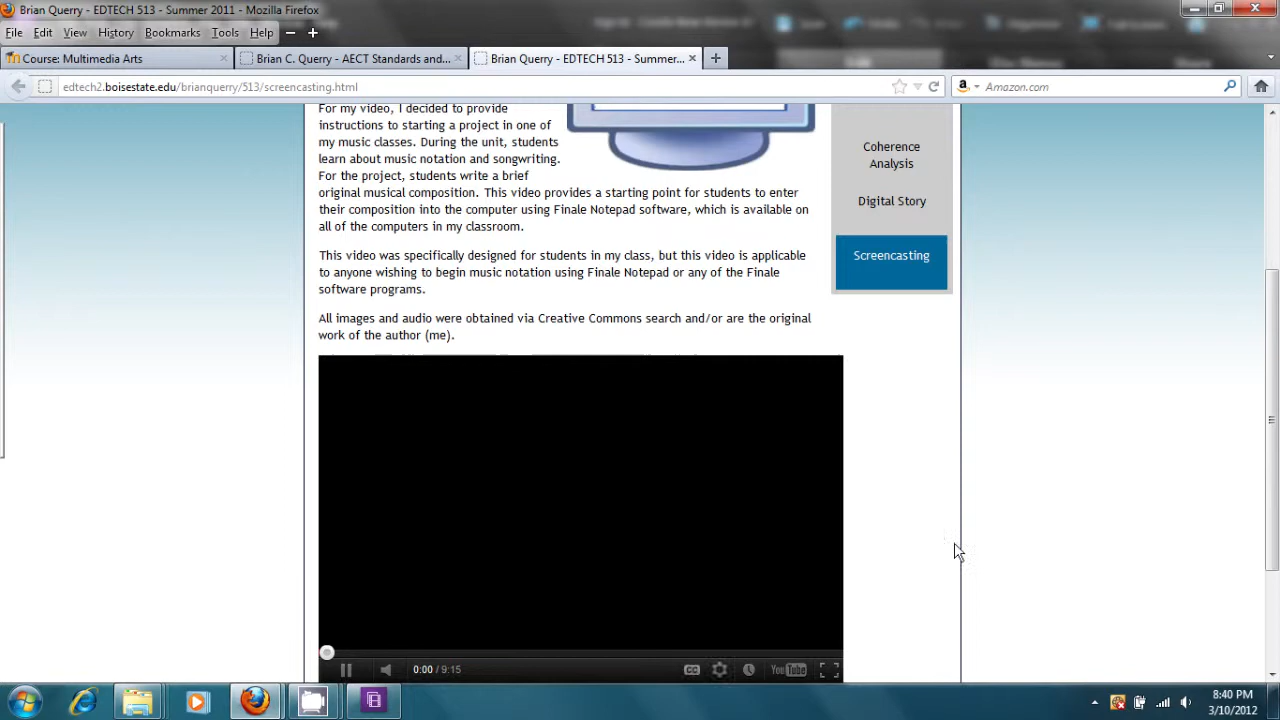 Brian Querry - EDTECH 513 - Summer 2011 - Mozilla Firefox
File Edit View History Bookmarks Tools Help
Course: Multimedia Arts
Brian C. Querry - AECT Standards and...
Brian Querry - EDTECH 513 - Summer...
edtech2.boisestate.edu/brianquerry/513/screencasting.html
Amazon.com
For my video, I decided to provide
instructions to starting a project in one of
my music classes. During the unit, students
learn about music notation and songwriting.
For the project, students write a brief
original musical composition. This video provides a starting point for students to enter
their composition into the computer using Finale Notepad software, which is available on
all of the computers in my classroom.
This video was specifically designed for students in my class, but this video is applicable
to anyone wishing to begin music notation using Finale Notepad or any of the Finale
software programs.
All images and audio were obtained via Creative Commons search and/or are the original
work of the author (me).
Coherence
Analysis
Digital Story
Screencasting
0:00 / 9:15
CC
YouTube
8:40 PM
3/10/2012